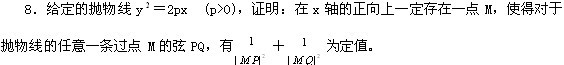 8．给定的抛物线 y²＝2px （p>0），证明：在 x 轴的正向上一定存在一点 M，使得对于
抛物线的任意一条过点 M 的弦 PQ，有 1/|MP|² ＋ 1/|MQ|² 为定值。